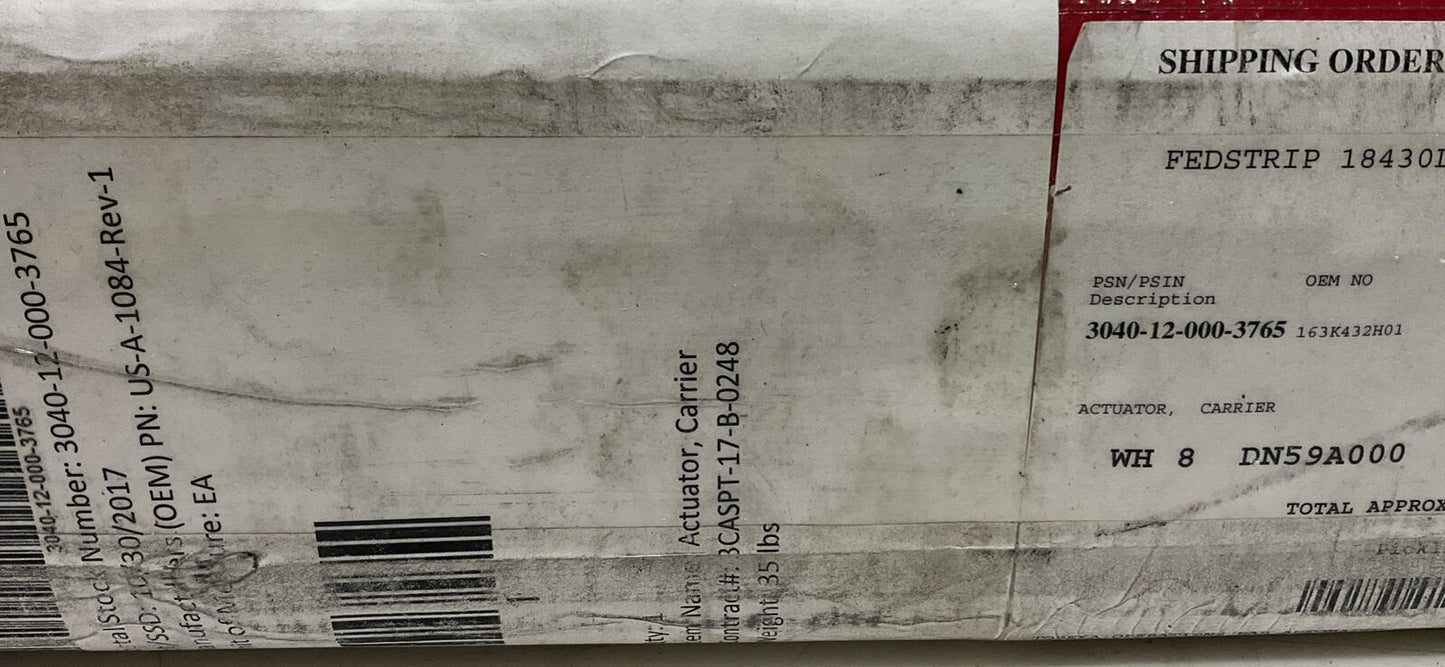 3040-12-000-3765
Number: 3040-12-000-3765
30/2017
(OEM) PN: US-A-1084-Rev-1
EA
Actuator, Carrier
CASPT-17-B-0248
35 lbs
SHIPPING ORDER
FEDSTRIP 18430
PSN/PSIN OEM NO
Description
3040-12-000-3765 163K432H01
ACTUATOR, CARRIER
WH 8 DN59A000
TOTAL APPROX